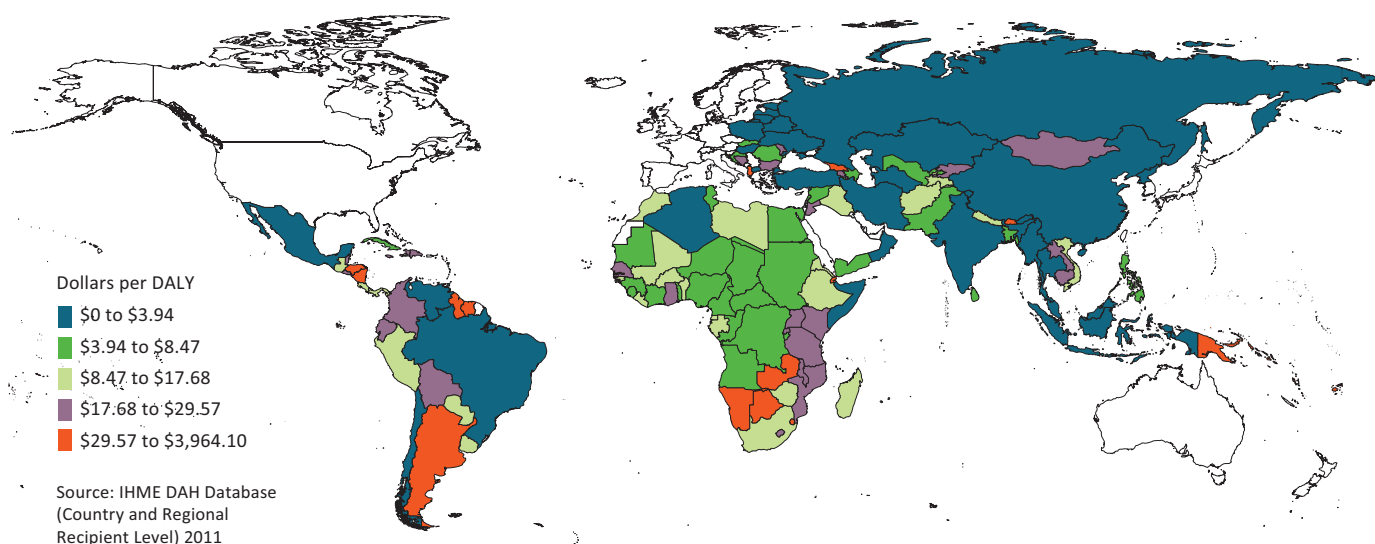 Dollars per DALY
$0 to $3.94
$3.94 to $8.47
$8.47 to $17.68
$17.68 to $29.57
$29.57 to $3,964.10
Source: IHME DAH Database
(Country and Regional
Recipient Level) 2011